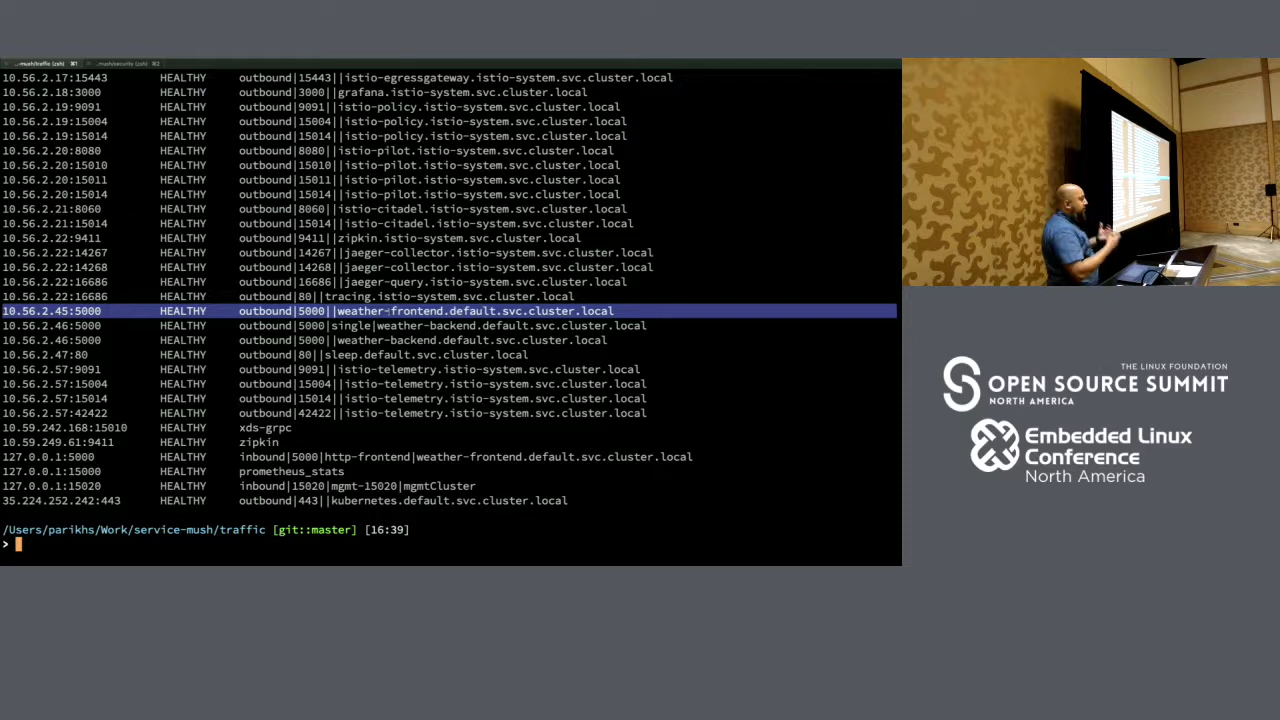 ..mush/traffic (zsh) ⌘1 ..mush/security (zsh) ⌘2
10.56.2.17:15443 HEALTHY outbound|15443||istio-egressgateway.istio-system.svc.cluster.local
10.56.2.18:3000 HEALTHY outbound|3000||grafana.istio-system.svc.cluster.local
10.56.2.19:9091 HEALTHY outbound|9091||istio-policy.istio-system.svc.cluster.local
10.56.2.19:15004 HEALTHY outbound|15004||istio-policy.istio-system.svc.cluster.local
10.56.2.19:15014 HEALTHY outbound|15014||istio-policy.istio-system.svc.cluster.local
10.56.2.20:8080 HEALTHY outbound|8080||istio-pilot.istio-system.svc.cluster.local
10.56.2.20:15010 HEALTHY outbound|15010||istio-pilot.istio-system.svc.cluster.local
10.56.2.20:15011 HEALTHY outbound|15011||istio-pilot.istio-system.svc.cluster.local
10.56.2.20:15014 HEALTHY outbound|15014||istio-pilot.istio-system.svc.cluster.local
10.56.2.21:8060 HEALTHY outbound|8060||istio-citadel.istio-system.svc.cluster.local
10.56.2.21:15014 HEALTHY outbound|15014||istio-citadel.istio-system.svc.cluster.local
10.56.2.22:9411 HEALTHY outbound|9411||zipkin.istio-system.svc.cluster.local
10.56.2.22:14267 HEALTHY outbound|14267||jaeger-collector.istio-system.svc.cluster.local
10.56.2.22:14268 HEALTHY outbound|14268||jaeger-collector.istio-system.svc.cluster.local
10.56.2.22:16686 HEALTHY outbound|16686||jaeger-query.istio-system.svc.cluster.local
10.56.2.22:16686 HEALTHY outbound|80||tracing.istio-system.svc.cluster.local
10.56.2.45:5000 HEALTHY outbound|5000||weather-frontend.default.svc.cluster.local
10.56.2.46:5000 HEALTHY outbound|5000|single|weather-backend.default.svc.cluster.local
10.56.2.46:5000 HEALTHY outbound|5000||weather-backend.default.svc.cluster.local
10.56.2.47:80 HEALTHY outbound|80||sleep.default.svc.cluster.local
10.56.2.57:9091 HEALTHY outbound|9091||istio-telemetry.istio-system.svc.cluster.local
10.56.2.57:15004 HEALTHY outbound|15004||istio-telemetry.istio-system.svc.cluster.local
10.56.2.57:15014 HEALTHY outbound|15014||istio-telemetry.istio-system.svc.cluster.local
10.56.2.57:42422 HEALTHY outbound|42422||istio-telemetry.istio-system.svc.cluster.local
10.59.242.168:15010 HEALTHY xds-grpc
10.59.249.61:9411 HEALTHY zipkin
127.0.0.1:5000 HEALTHY inbound|5000|http-frontend|weather-frontend.default.svc.cluster.local
127.0.0.1:15000 HEALTHY prometheus_stats
127.0.0.1:15020 HEALTHY inbound|15020|mgmt-15020|mgmtCluster
35.224.252.242:443 HEALTHY outbound|443||kubernetes.default.svc.cluster.local
/Users/parikhs/Work/service-mush/traffic [git::master] [16:39]
>
THE LINUX FOUNDATION
OPEN SOURCE SUMMIT
NORTH AMERICA
Embedded Linux
Conference
North America